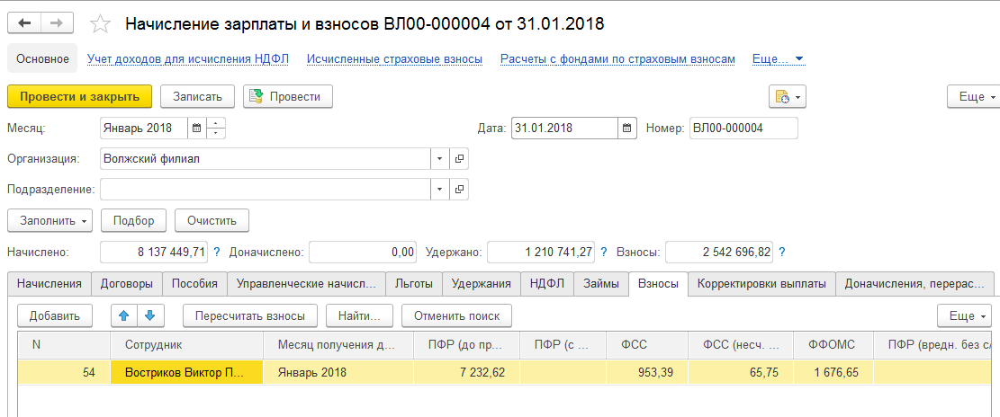 Начисление зарплаты и взносов ВЛ00-000004 от 31.01.2018
Основное Учет доходов для исчисления НДФЛ Исчисленные страховые взносы Расчеты с фондами по страховым взносам Еще...
Провести и закрыть Записать Провести Еще
Месяц: Январь 2018 Дата: 31.01.2018 Номер: ВЛ00-000004
Организация: Волжский филиал
Подразделение:
Заполнить Подбор Очистить
Начислено: 8 137 449,71 ? Доначислено: 0,00 Удержано: 1 210 741,27 ? Взносы: 2 542 696,82 ?
Начисления Договоры Пособия Управленческие начисл... Льготы Удержания НДФЛ Займы Взносы Корректировки выплаты Доначисления, перерас...
Добавить Пересчитать взносы Найти... Отменить поиск Еще
N Сотрудник Месяц получения д... ПФР (до пр... ПФР (с ... ФСС ФСС (несч. ... ФФОМС ПФР (вредн. без с
54 Востриков Виктор П... Январь 2018 7 232,62 953,39 65,75 1 676,65